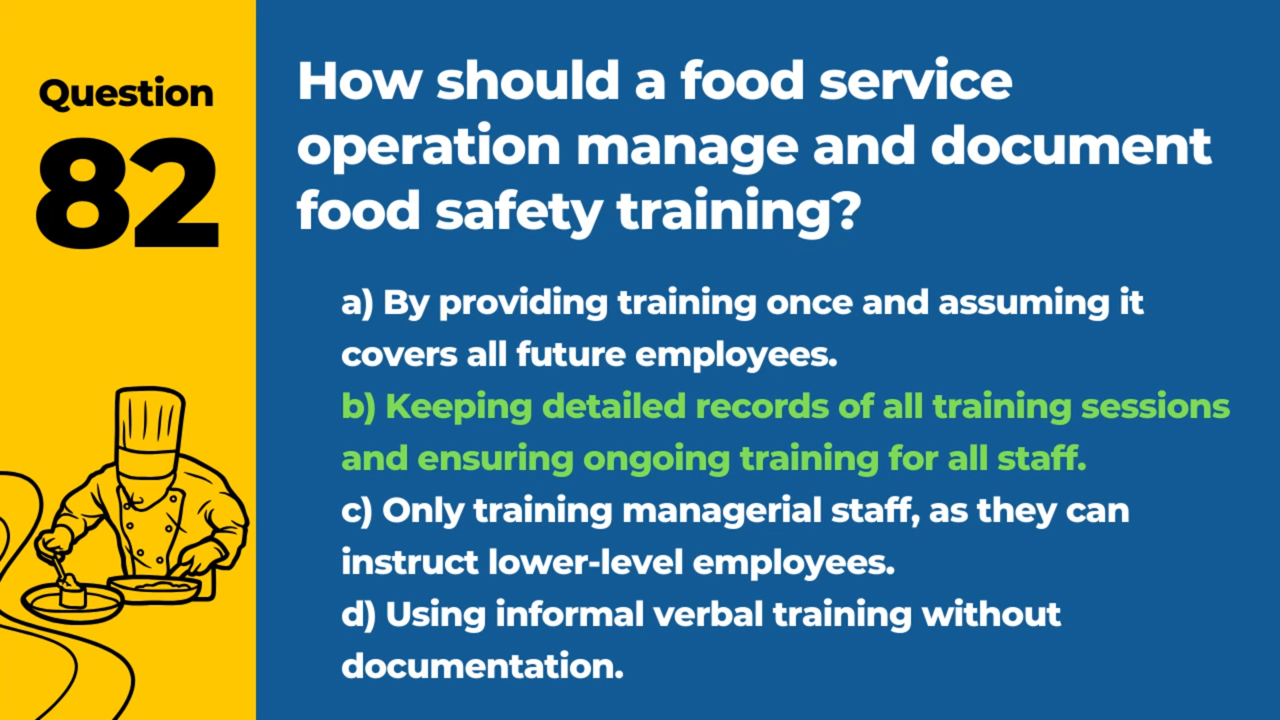 Question
82
How should a food service
operation manage and document
food safety training?
a) By providing training once and assuming it
covers all future employees.
b) Keeping detailed records of all training sessions
and ensuring ongoing training for all staff.
c) Only training managerial staff, as they can
instruct lower-level employees.
d) Using informal verbal training without
documentation.